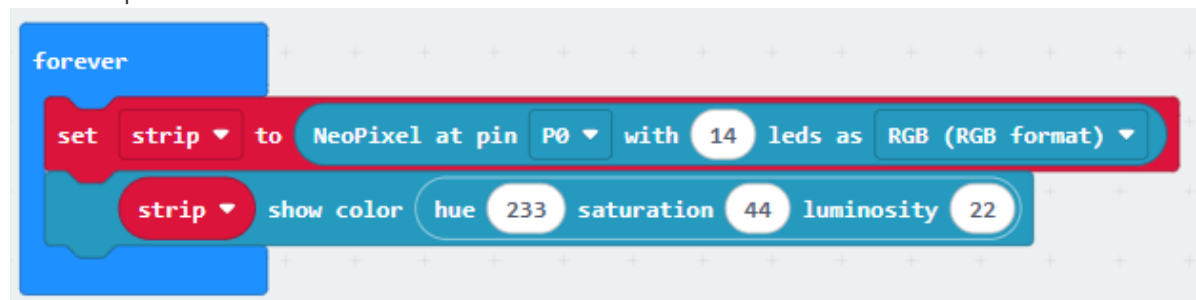 forever
set strip to NeoPixel at pin P0 with 14 leds as RGB (RGB format)
strip show color hue 233 saturation 44 luminosity 22